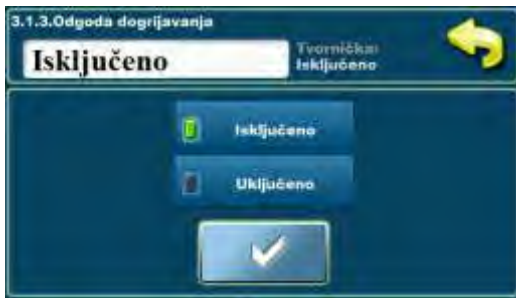 3.1.3.Odgoda dogrijavanja
Isključeno
Tvornička:
Isključeno
Isključeno
Uključeno